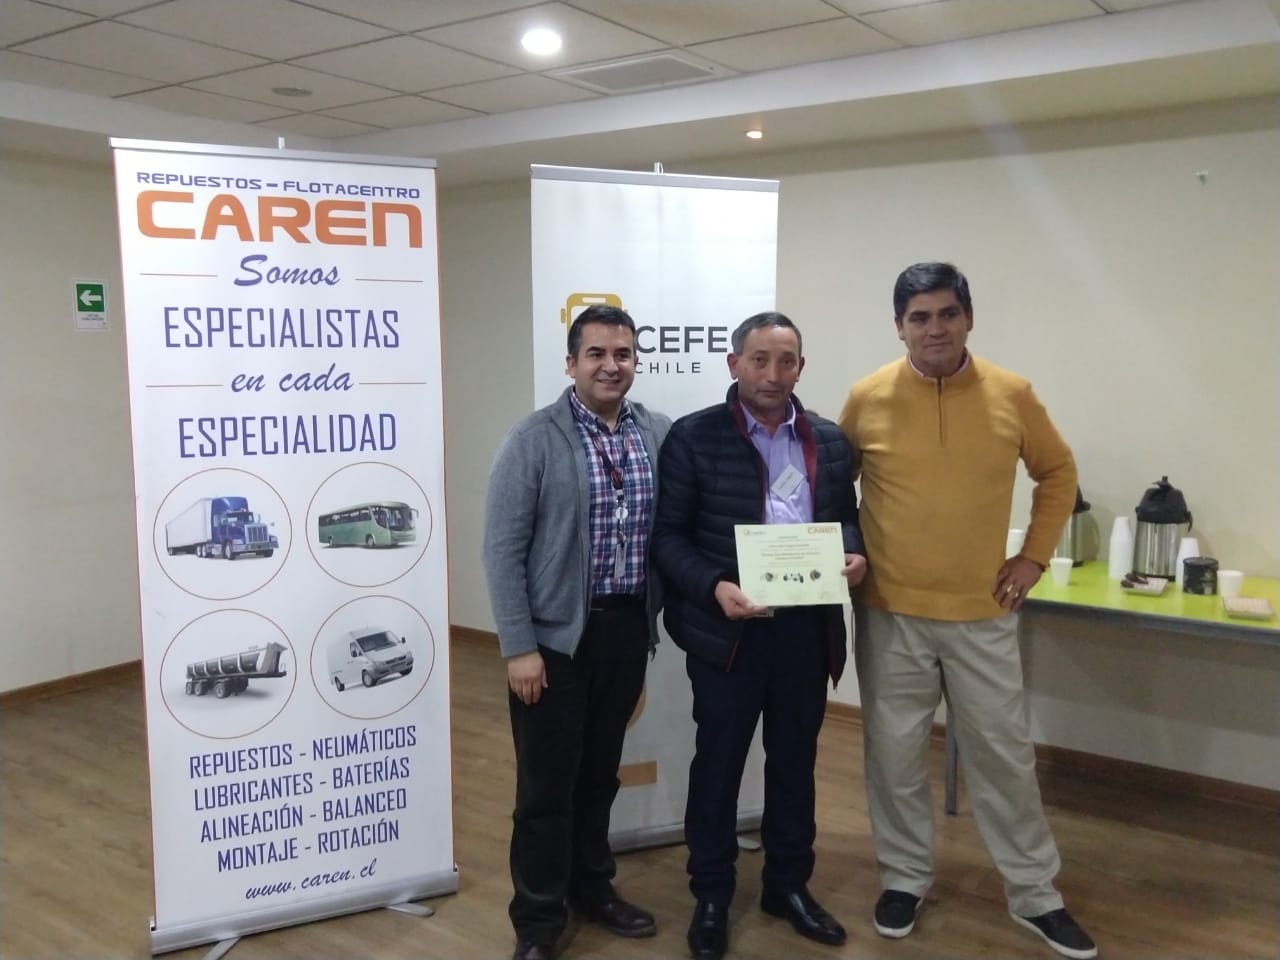 REPUESTOS - FLOTACENTRO
CAREN
Somos
ESPECIALISTAS
en cada
ESPECIALIDAD
REPUESTOS - NEUMÁTICOS
LUBRICANTES - BATERÍAS
ALINEACIÓN - BALANCEO
MONTAJE - ROTACIÓN
www.caren.cl
CEFE
CHILE
CAREN